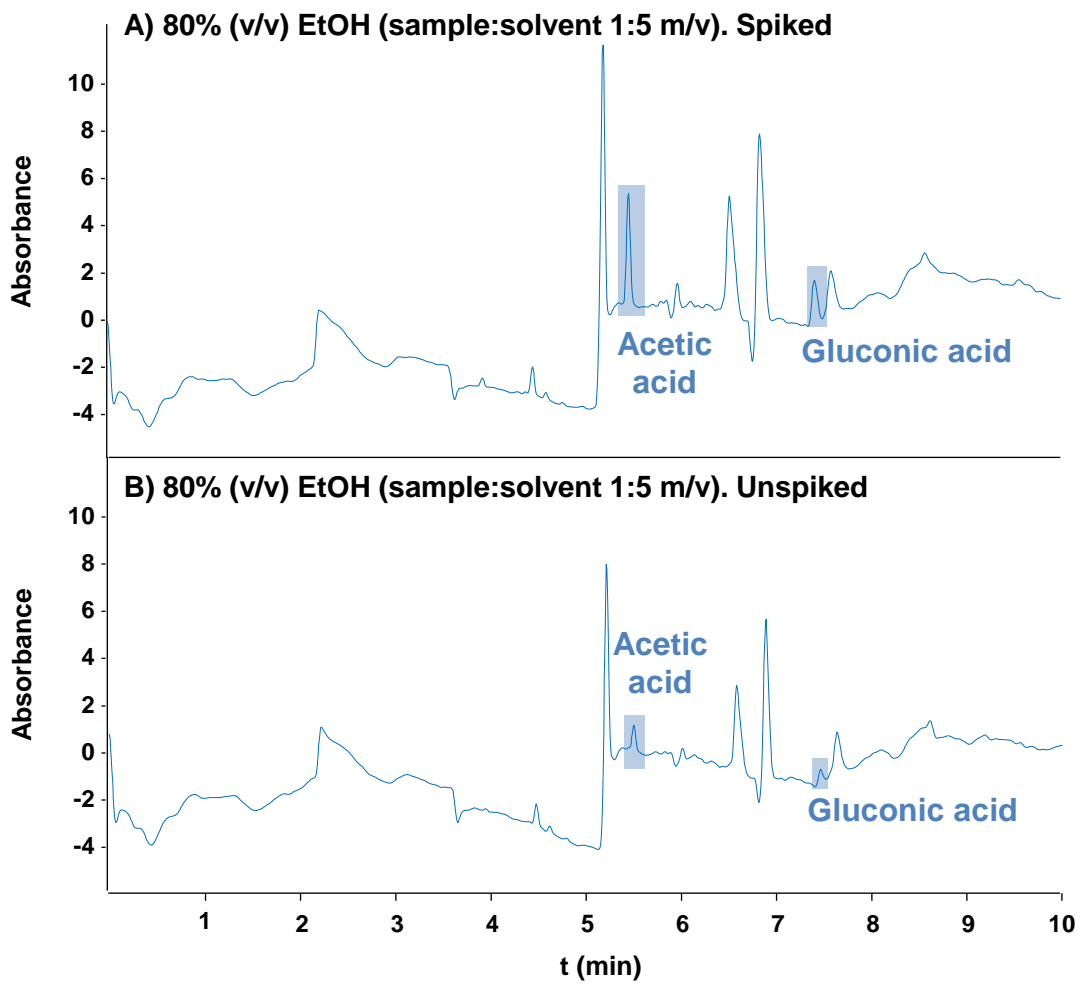 A) 80% (v/v) EtOH (sample:solvent 1:5 m/v). Spiked
10
8
6
4
2
0
-2
-4
Absorbance
Acetic
acid
Gluconic acid
B) 80% (v/v) EtOH (sample:solvent 1:5 m/v). Unspiked
10
8
6
4
2
0
-2
-4
Absorbance
Acetic
acid
Gluconic acid
1 2 3 4 5 6 7 8 9 10
t (min)